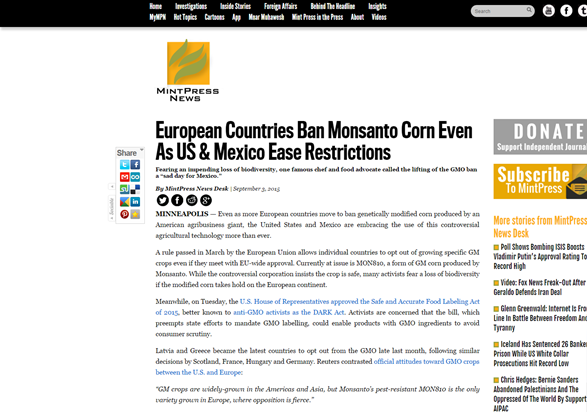 Home Investigations Inside Stories Foreign Affairs Behind The Headline Insights
MyMPN Hot Topics Cartoons App Mnar Muhawesh Mint Press in the Press About Videos
Search
MINTPRESS
NEWS
European Countries Ban Monsanto Corn Even
As US & Mexico Ease Restrictions
Fearing an impending loss of biodiversity, one famous chef and food advocate called the lifting of the GMO ban
a “sad day for Mexico.”
By MintPress News Desk | September 3, 2015
Share
MINNEAPOLIS — Even as more European countries move to ban genetically modified corn produced by an
American agribusiness giant, the United States and Mexico are embracing the use of this controversial
agricultural technology more than ever.
A rule passed in March by the European Union allows individual countries to opt out of growing specific GM
crops even if they meet with EU-wide approval. Currently at issue is MON810, a form of GM corn produced by
Monsanto. While the controversial corporation insists the crop is safe, many activists fear a loss of biodiversity
if the modified corn takes hold on the European continent.
Meanwhile, on Tuesday, the U.S. House of Representatives approved the Safe and Accurate Food Labeling Act
of 2015, better known to anti-GMO activists as the DARK Act. Activists are concerned that the bill, which
preempts state efforts to mandate GMO labelling, could enable products with GMO ingredients to avoid
consumer scrutiny.
Latvia and Greece became the latest countries to opt out from the GMO late last month, following similar
decisions by Scotland, France, Hungary and Germany. Reuters contrasted official attitudes toward GMO crops
between the U.S. and Europe:
“GM crops are widely-grown in the Americas and Asia, but Monsanto's pest-resistant MON810 is the only
variety grown in Europe, where opposition is fierce.”
DONATE
Support Independent Journal
Subscribe
To MintPress
More stories from MintPress
News Desk
Poll Shows Bombing ISIS Boosts
Vladimir Putin's Approval Rating To
Record High
Video: Fox News Freak-Out After
Geraldo Defends Iran Deal
Glenn Greenwald: Internet Is Fro
Line In Battle Between Freedom And
Tyranny
Iceland Has Sentenced 26 Banker
Prison While US White Collar
Prosecutions Hit Record Low
Chris Hedges: Bernie Sanders
Abandoned Palestinians And The
Oppressed Of The World By Suppor
AIPAC